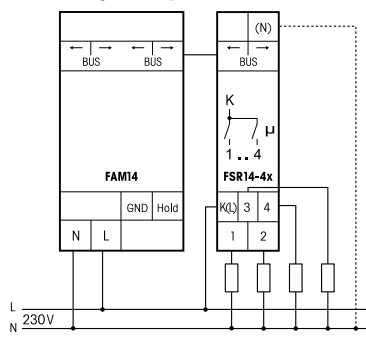 (N)
← → ← →
BUS BUS
← →
BUS
K
µ
1 .. 4
FAM14
FSR14-4x
GND Hold
K(L) 3 4
N L
1 2
L
230V
N